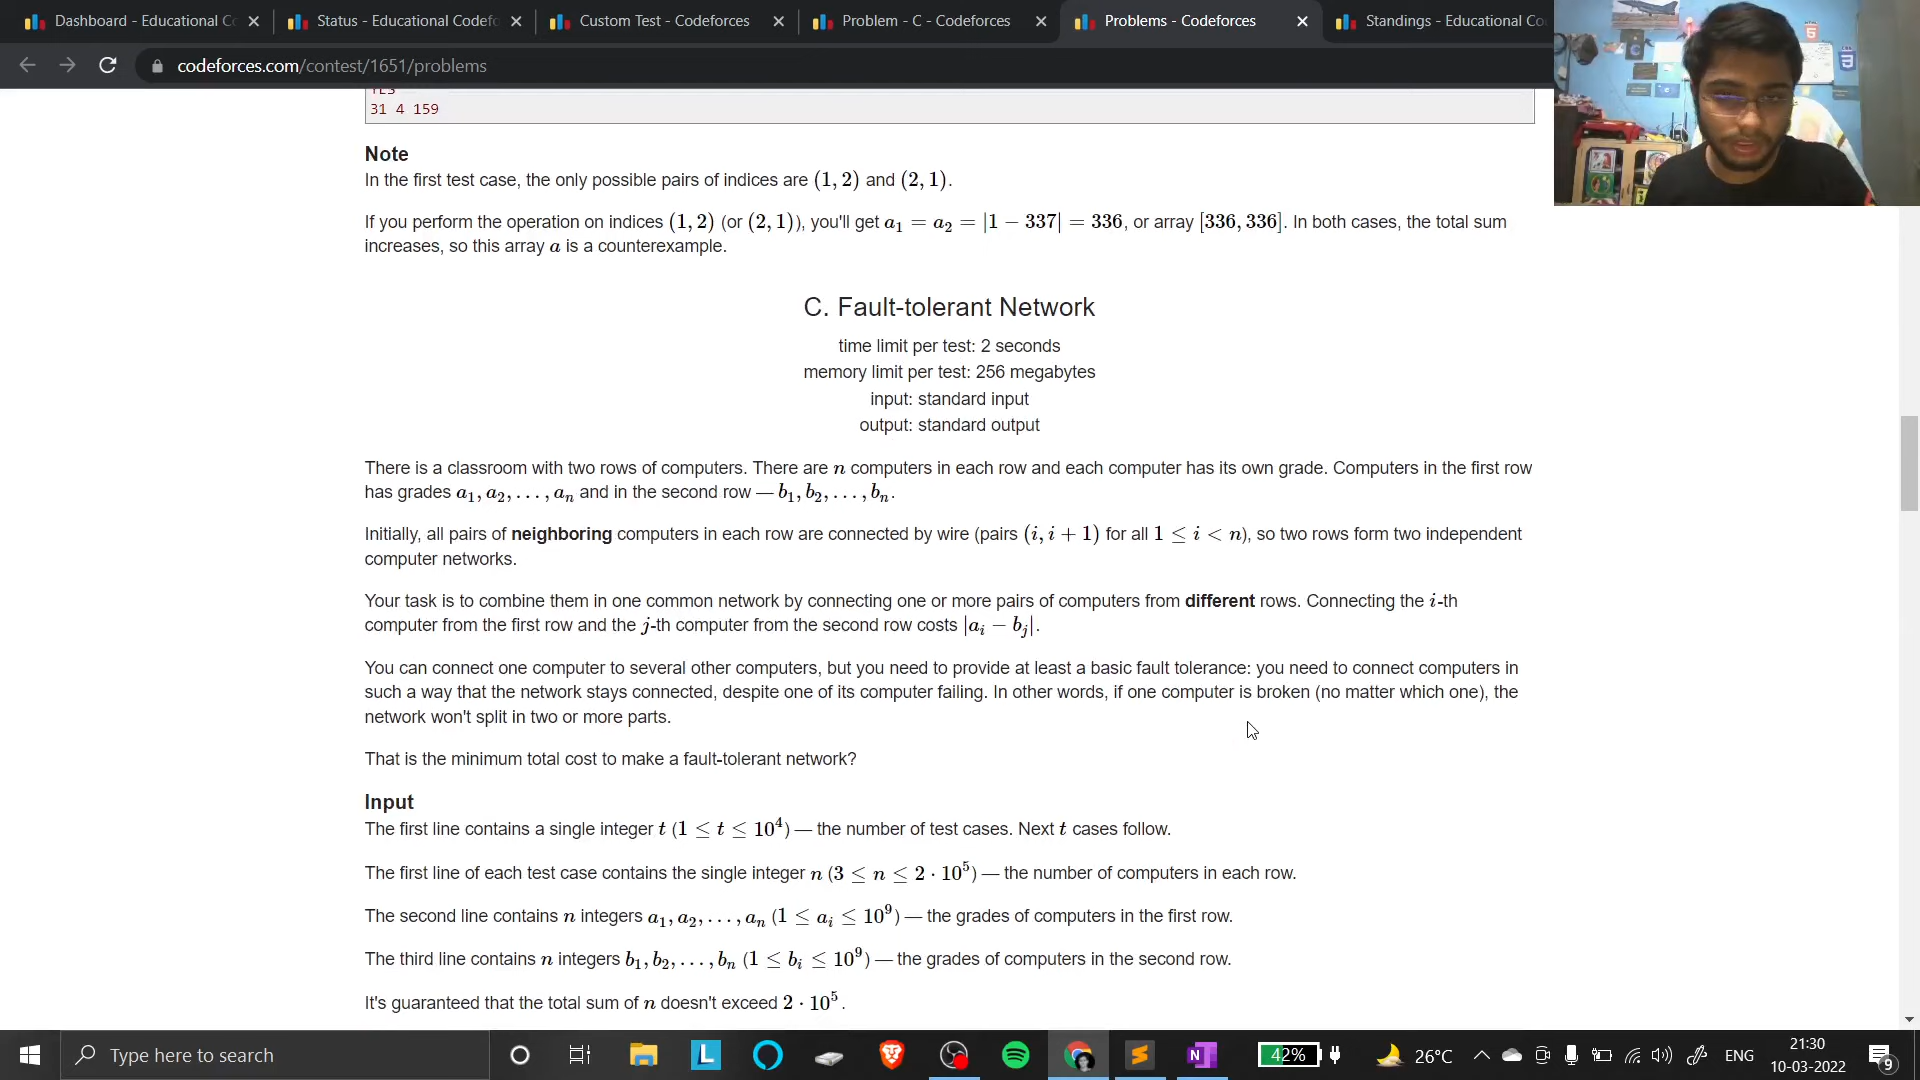 Dashboard - Educational Co
Status - Educational Codefo
Custom Test - Codeforces
Problem - C - Codeforces
Problems - Codeforces
Standings - Educational Co
codeforces.com/contest/1651/problems
YES
31 4 159
Note
In the first test case, the only possible pairs of indices are (1, 2) and (2, 1).
If you perform the operation on indices (1, 2) (or (2, 1)), you'll get a₁ = a₂ = |1 − 337| = 336, or array [336, 336]. In both cases, the total sum
increases, so this array a is a counterexample.
C. Fault-tolerant Network
time limit per test: 2 seconds
memory limit per test: 256 megabytes
input: standard input
output: standard output
There is a classroom with two rows of computers. There are n computers in each row and each computer has its own grade. Computers in the first row
has grades a₁, a₂, . . . , aₙ and in the second row — b₁, b₂, . . . , bₙ.
Initially, all pairs of neighboring computers in each row are connected by wire (pairs (i, i + 1) for all 1 ≤ i < n), so two rows form two independent
computer networks.
Your task is to combine them in one common network by connecting one or more pairs of computers from different rows. Connecting the i-th
computer from the first row and the j-th computer from the second row costs |aᵢ − bⱼ|.
You can connect one computer to several other computers, but you need to provide at least a basic fault tolerance: you need to connect computers in
such a way that the network stays connected, despite one of its computer failing. In other words, if one computer is broken (no matter which one), the
network won't split in two or more parts.
That is the minimum total cost to make a fault-tolerant network?
Input
The first line contains a single integer t (1 ≤ t ≤ 10⁴) — the number of test cases. Next t cases follow.
The first line of each test case contains the single integer n (3 ≤ n ≤ 2 · 10⁵) — the number of computers in each row.
The second line contains n integers a₁, a₂, . . . , aₙ (1 ≤ aᵢ ≤ 10⁹) — the grades of computers in the first row.
The third line contains n integers b₁, b₂, . . . , bₙ (1 ≤ bᵢ ≤ 10⁹) — the grades of computers in the second row.
It's guaranteed that the total sum of n doesn't exceed 2 · 10⁵.
Type here to search
L
N
42%
26°C
ENG
21:30
10-03-2022
9